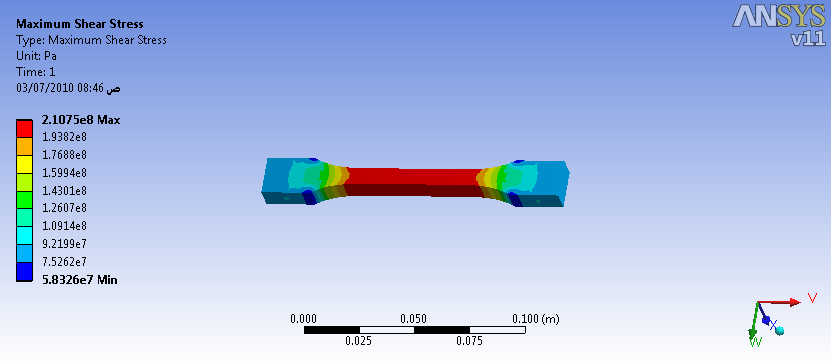 Maximum Shear Stress
Type: Maximum Shear Stress
Unit: Pa
Time: 1
03/07/2010 08:46 ص
ANSYS
v11
2.1075e8 Max
1.9382e8
1.7688e8
1.5994e8
1.4301e8
1.2607e8
1.0914e8
9.2199e7
7.5262e7
5.8326e7 Min
0.000
0.050
0.100 (m)
0.025
0.075
V
X
W